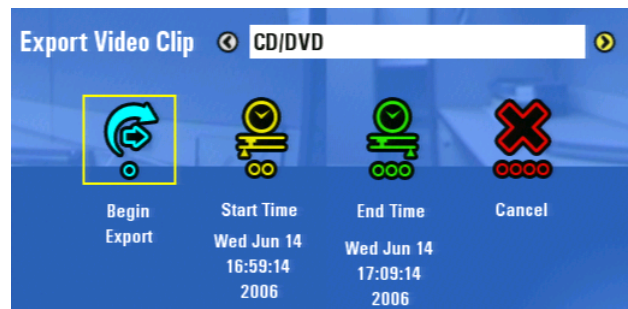 Export Video Clip CD/DVD
Begin
Export
Start Time
Wed Jun 14
16:59:14
2006
End Time
Wed Jun 14
17:09:14
2006
Cancel